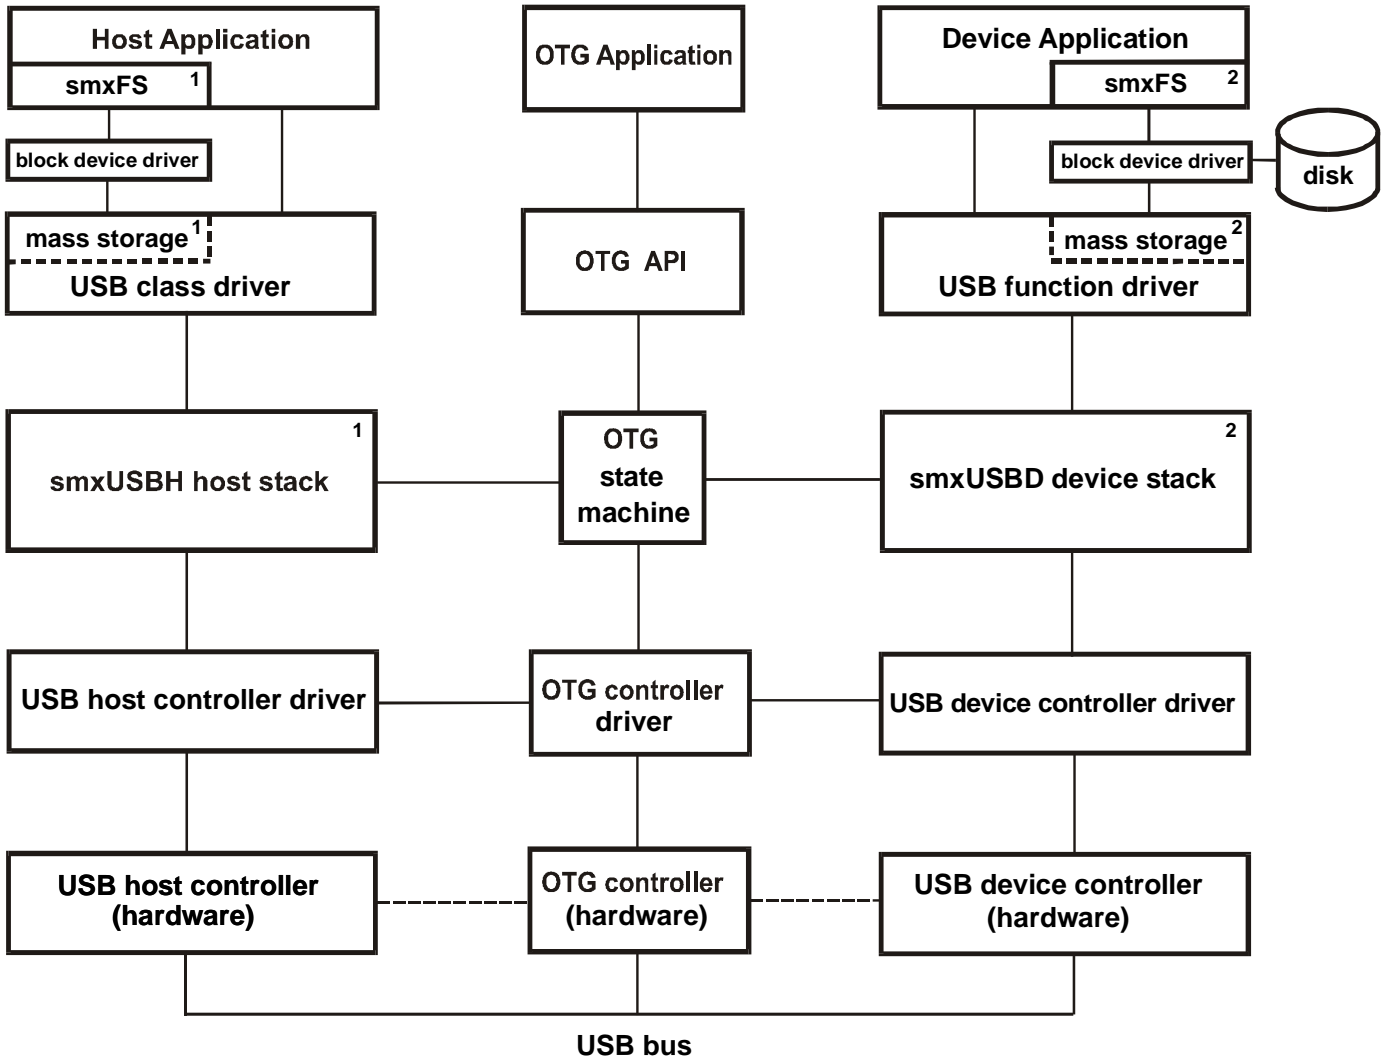 Host Application
smxFS 1
block device driver
mass storage 1
USB class driver
1
smxUSBH host stack
USB host controller driver
USB host controller
(hardware)
OTG Application
OTG API
OTG
state
machine
OTG controller
driver
OTG controller
(hardware)
Device Application
smxFS 2
block device driver
disk
mass storage 2
USB function driver
2
smxUSBD device stack
USB device controller driver
USB device controller
(hardware)
USB bus